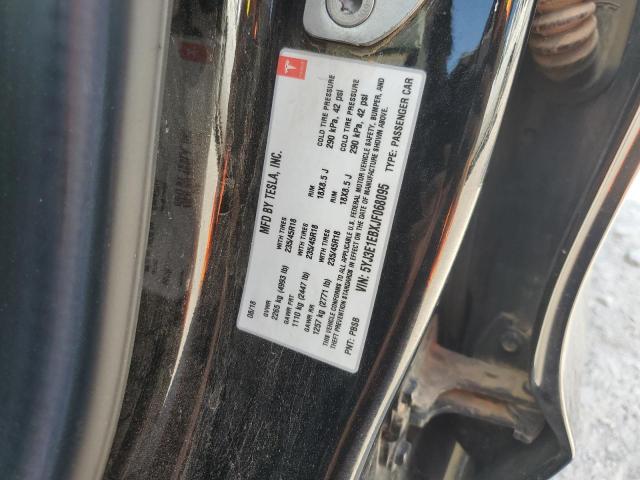 MFD BY TESLA, INC.
08/18
GVWR
2265 kg (4993 lb)
GAWR FRT WITH TIRES RIM COLD TIRE PRESSURE
1110 kg (2447 lb) 235/45R18 18X8.5 J 290 kPa, 42 psi
GAWR RR WITH TIRES RIM COLD TIRE PRESSURE
1257 kg (2771 lb) 235/45R18 18X8.5 J 290 kPa, 42 psi
THIS VEHICLE CONFORMS TO ALL APPLICABLE U.S. FEDERAL MOTOR VEHICLE SAFETY, BUMPER, AND
THEFT PREVENTION STANDARDS IN EFFECT ON THE DATE OF MANUFACTURE SHOWN ABOVE.
VIN: 5YJ3E1EBXJF068095 TYPE: PASSENGER CAR
PNT: PBSB